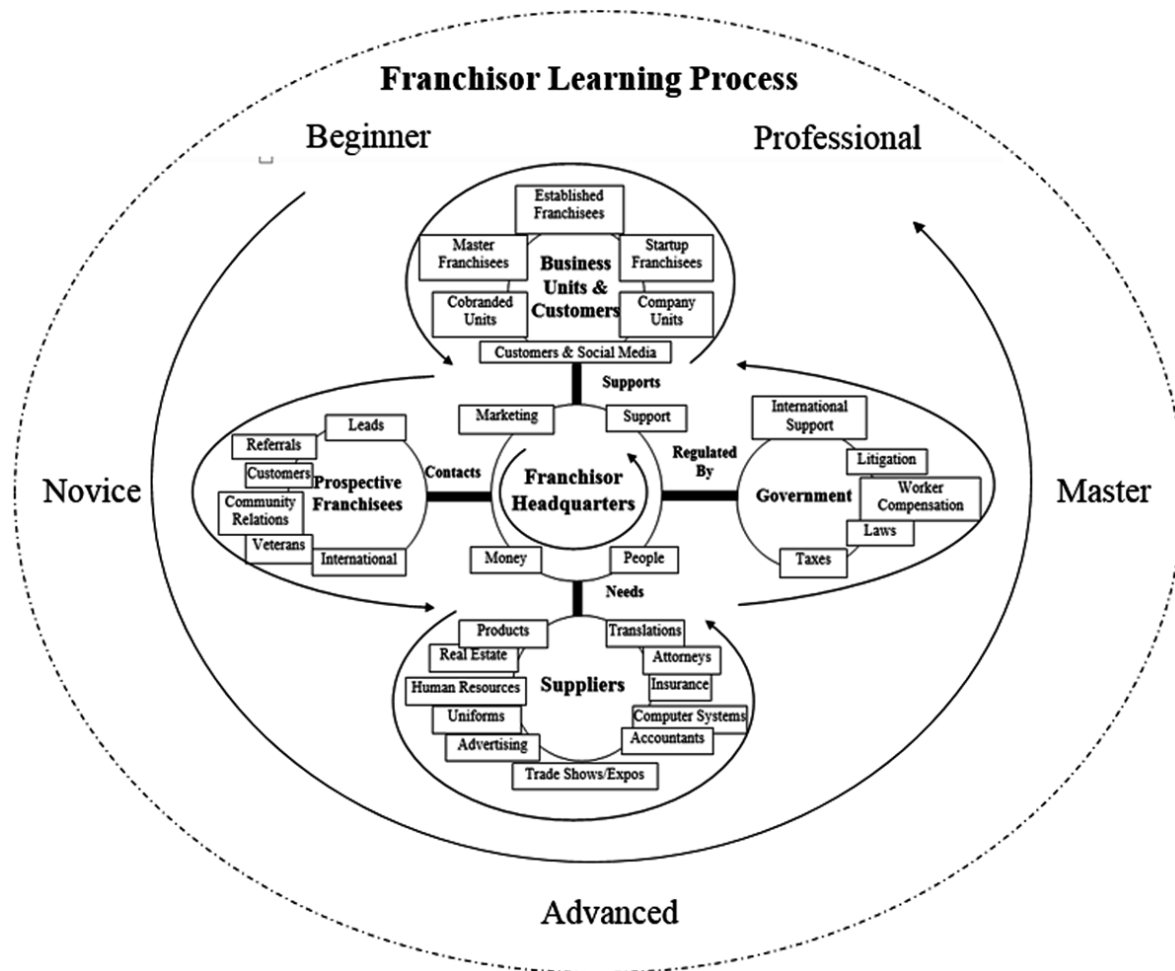 Franchisor Learning Process
Beginner
Professional
Established
Franchisees
Master
Franchisees
Startup
Franchisees
Business
Units &
Customers
Cobranded
Units
Company
Units
Customers & Social Media
Supports
Marketing
Support
International
Support
Leads
Referrals
Customers
Community
Relations
Veterans
International
Prospective
Franchisees
Contacts
Franchisor
Headquarters
Regulated
By
Government
Litigation
Worker
Compensation
Laws
Taxes
Novice
Master
Money
People
Needs
Products
Real Estate
Human Resources
Uniforms
Advertising
Suppliers
Translations
Attorneys
Insurance
Computer Systems
Accountants
Trade Shows/Expos
Advanced